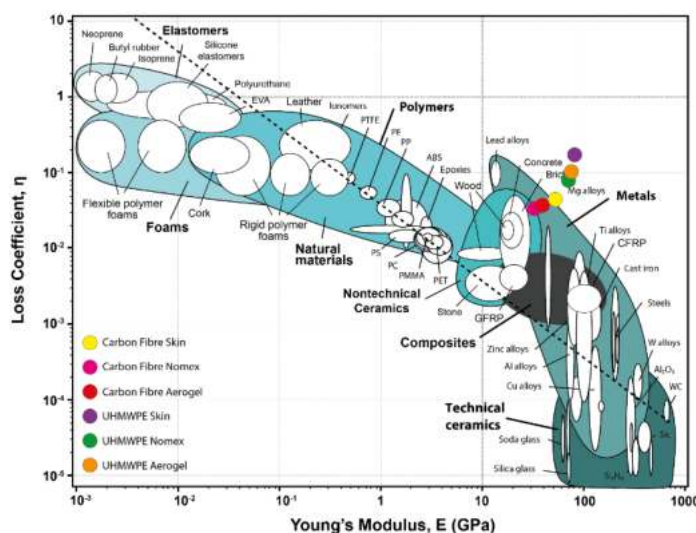 Loss Coefficient, η
10
1
10⁻¹
10⁻²
10⁻³
10⁻⁴
10⁻⁵
Neoprene
Butyl rubber
Isoprene
Elastomers
Silicone
elastomers
Polyurethane
EVA
Leather
Ionomers
Polymers
PTFE
PE
PP
ABS
Epoxies
Lead alloys
Concrete
Brick
Mg alloys
Wood
Metals
Flexible polymer
foams
Foams
Cork
Rigid polymer
foams
Natural
materials
PS
PC
PMMA
PET
Ti alloys
CFRP
Cast iron
Nontechnical
Ceramics
Stone
GFRP
Steels
Composites
Zinc alloys
Al alloys
Cu alloys
W alloys
Al₂O₃
WC
Technical
ceramics
Soda glass
Silica glass
Si₃N₄
Carbon Fibre Skin
Carbon Fibre Nomex
Carbon Fibre Aerogel
UHMWPE Skin
UHMWPE Nomex
UHMWPE Aerogel
10⁻³
10⁻²
10⁻¹
1
10
100
1000
Young's Modulus, E (GPa)